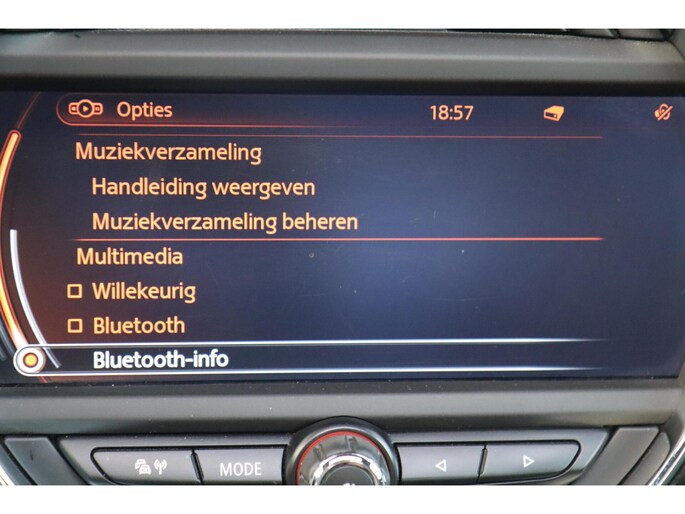 Opties 18:57
Muziekverzameling
Handleiding weergeven
Muziekverzameling beheren
Multimedia
Willekeurig
Bluetooth
Bluetooth-info
MODE